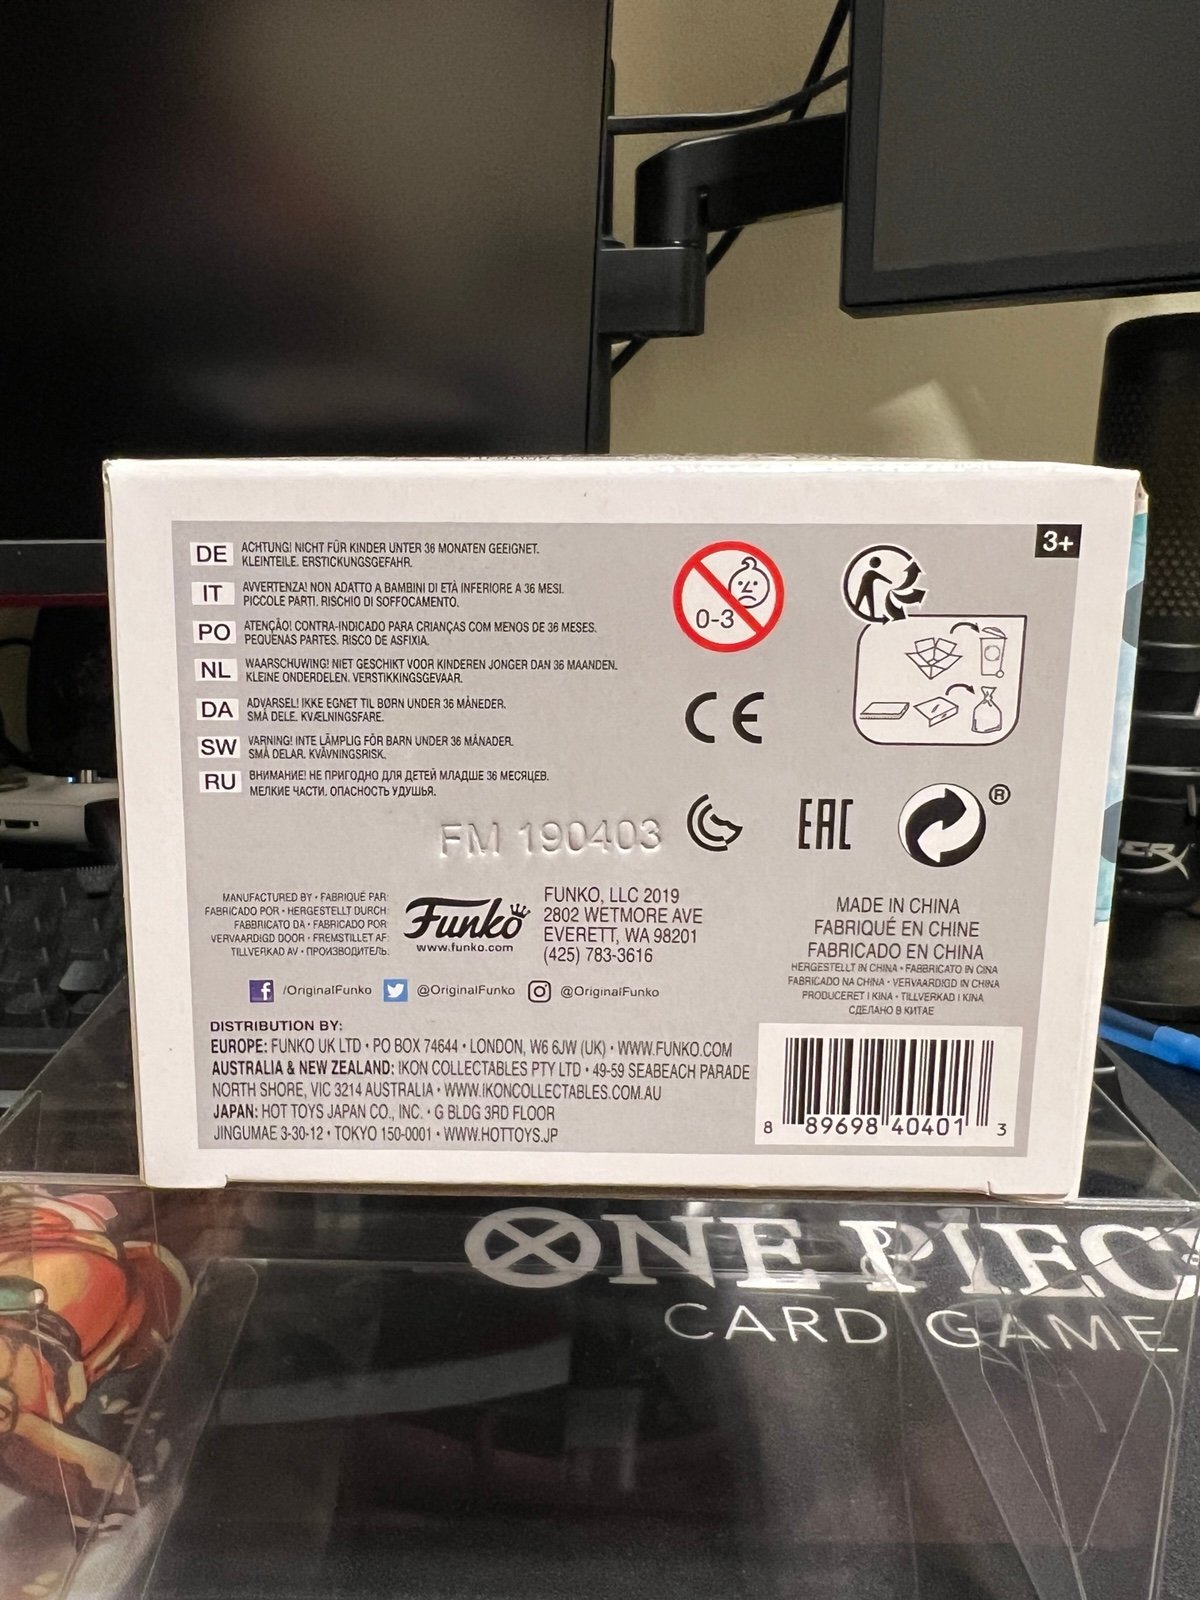 3+
DE ACHTUNG! NICHT FÜR KINDER UNTER 36 MONATEN GEEIGNET.
KLEINTEILE. ERSTICKUNGSGEFAHR.
IT AVVERTENZA! NON ADATTO A BAMBINI DI ETÀ INFERIORE A 36 MESI.
PICCOLE PARTI. RISCHIO DI SOFFOCAMENTO.
PO ATENÇÃO! CONTRA-INDICADO PARA CRIANÇAS COM MENOS DE 36 MESES.
PEQUENAS PARTES. RISCO DE ASFIXIA.
NL WAARSCHUWING! NIET GESCHIKT VOOR KINDEREN JONGER DAN 36 MAANDEN.
KLEINE ONDERDELEN. VERSTIKKINGSGEVAAR.
DA ADVARSEL! IKKE EGNET TIL BØRN UNDER 36 MÅNEDER.
SMÅ DELE. KVÆLNINGSFARE.
SW VARNING! INTE LÄMPLIG FÖR BARN UNDER 36 MÅNADER.
SMÅ DELAR. KVÄVNINGSRISK.
RU ВНИМАНИЕ! НЕ ПРИГОДНО ДЛЯ ДЕТЕЙ МЛАДШЕ 36 МЕСЯЦЕВ.
МЕЛКИЕ ЧАСТИ. ОПАСНОСТЬ УДУШЬЯ.
0-3
CE
EAC
®
FM 190403
MANUFACTURED BY • FABRIQUÉ PAR:
FABRICADO POR • HERGESTELLT DURCH:
FABBRICATO DA • FABRICADO POR:
VERVAARDIGD DOOR • FREMSTILLET AF:
TILLVERKAD AV • ПРОИЗВОДИТЕЛЬ:
Funko
www.funko.com
FUNKO, LLC 2019
2802 WETMORE AVE
EVERETT, WA 98201
(425) 783-3616
MADE IN CHINA
FABRIQUÉ EN CHINE
FABRICADO EN CHINA
HERGESTELLT IN CHINA • FABBRICATO IN CINA
FABRICADO NA CHINA • VERVAARDIGD IN CHINA
PRODUCERET I KINA • TILLVERKAD I KINA
СДЕЛАНО В КИТАЕ
f /OriginalFunko @OriginalFunko @OriginalFunko
DISTRIBUTION BY:
EUROPE: FUNKO UK LTD • PO BOX 74644 • LONDON, W6 6JW (UK) • WWW.FUNKO.COM
AUSTRALIA & NEW ZEALAND: IKON COLLECTABLES PTY LTD • 49-59 SEABEACH PARADE
NORTH SHORE, VIC 3214 AUSTRALIA • WWW.IKONCOLLECTABLES.COM.AU
JAPAN: HOT TOYS JAPAN CO., INC. • G BLDG 3RD FLOOR
JINGUMAE 3-30-12 • TOKYO 150-0001 • WWW.HOTTOYS.JP
8 89698 40401 3
ONE PIEC
CARD GAME